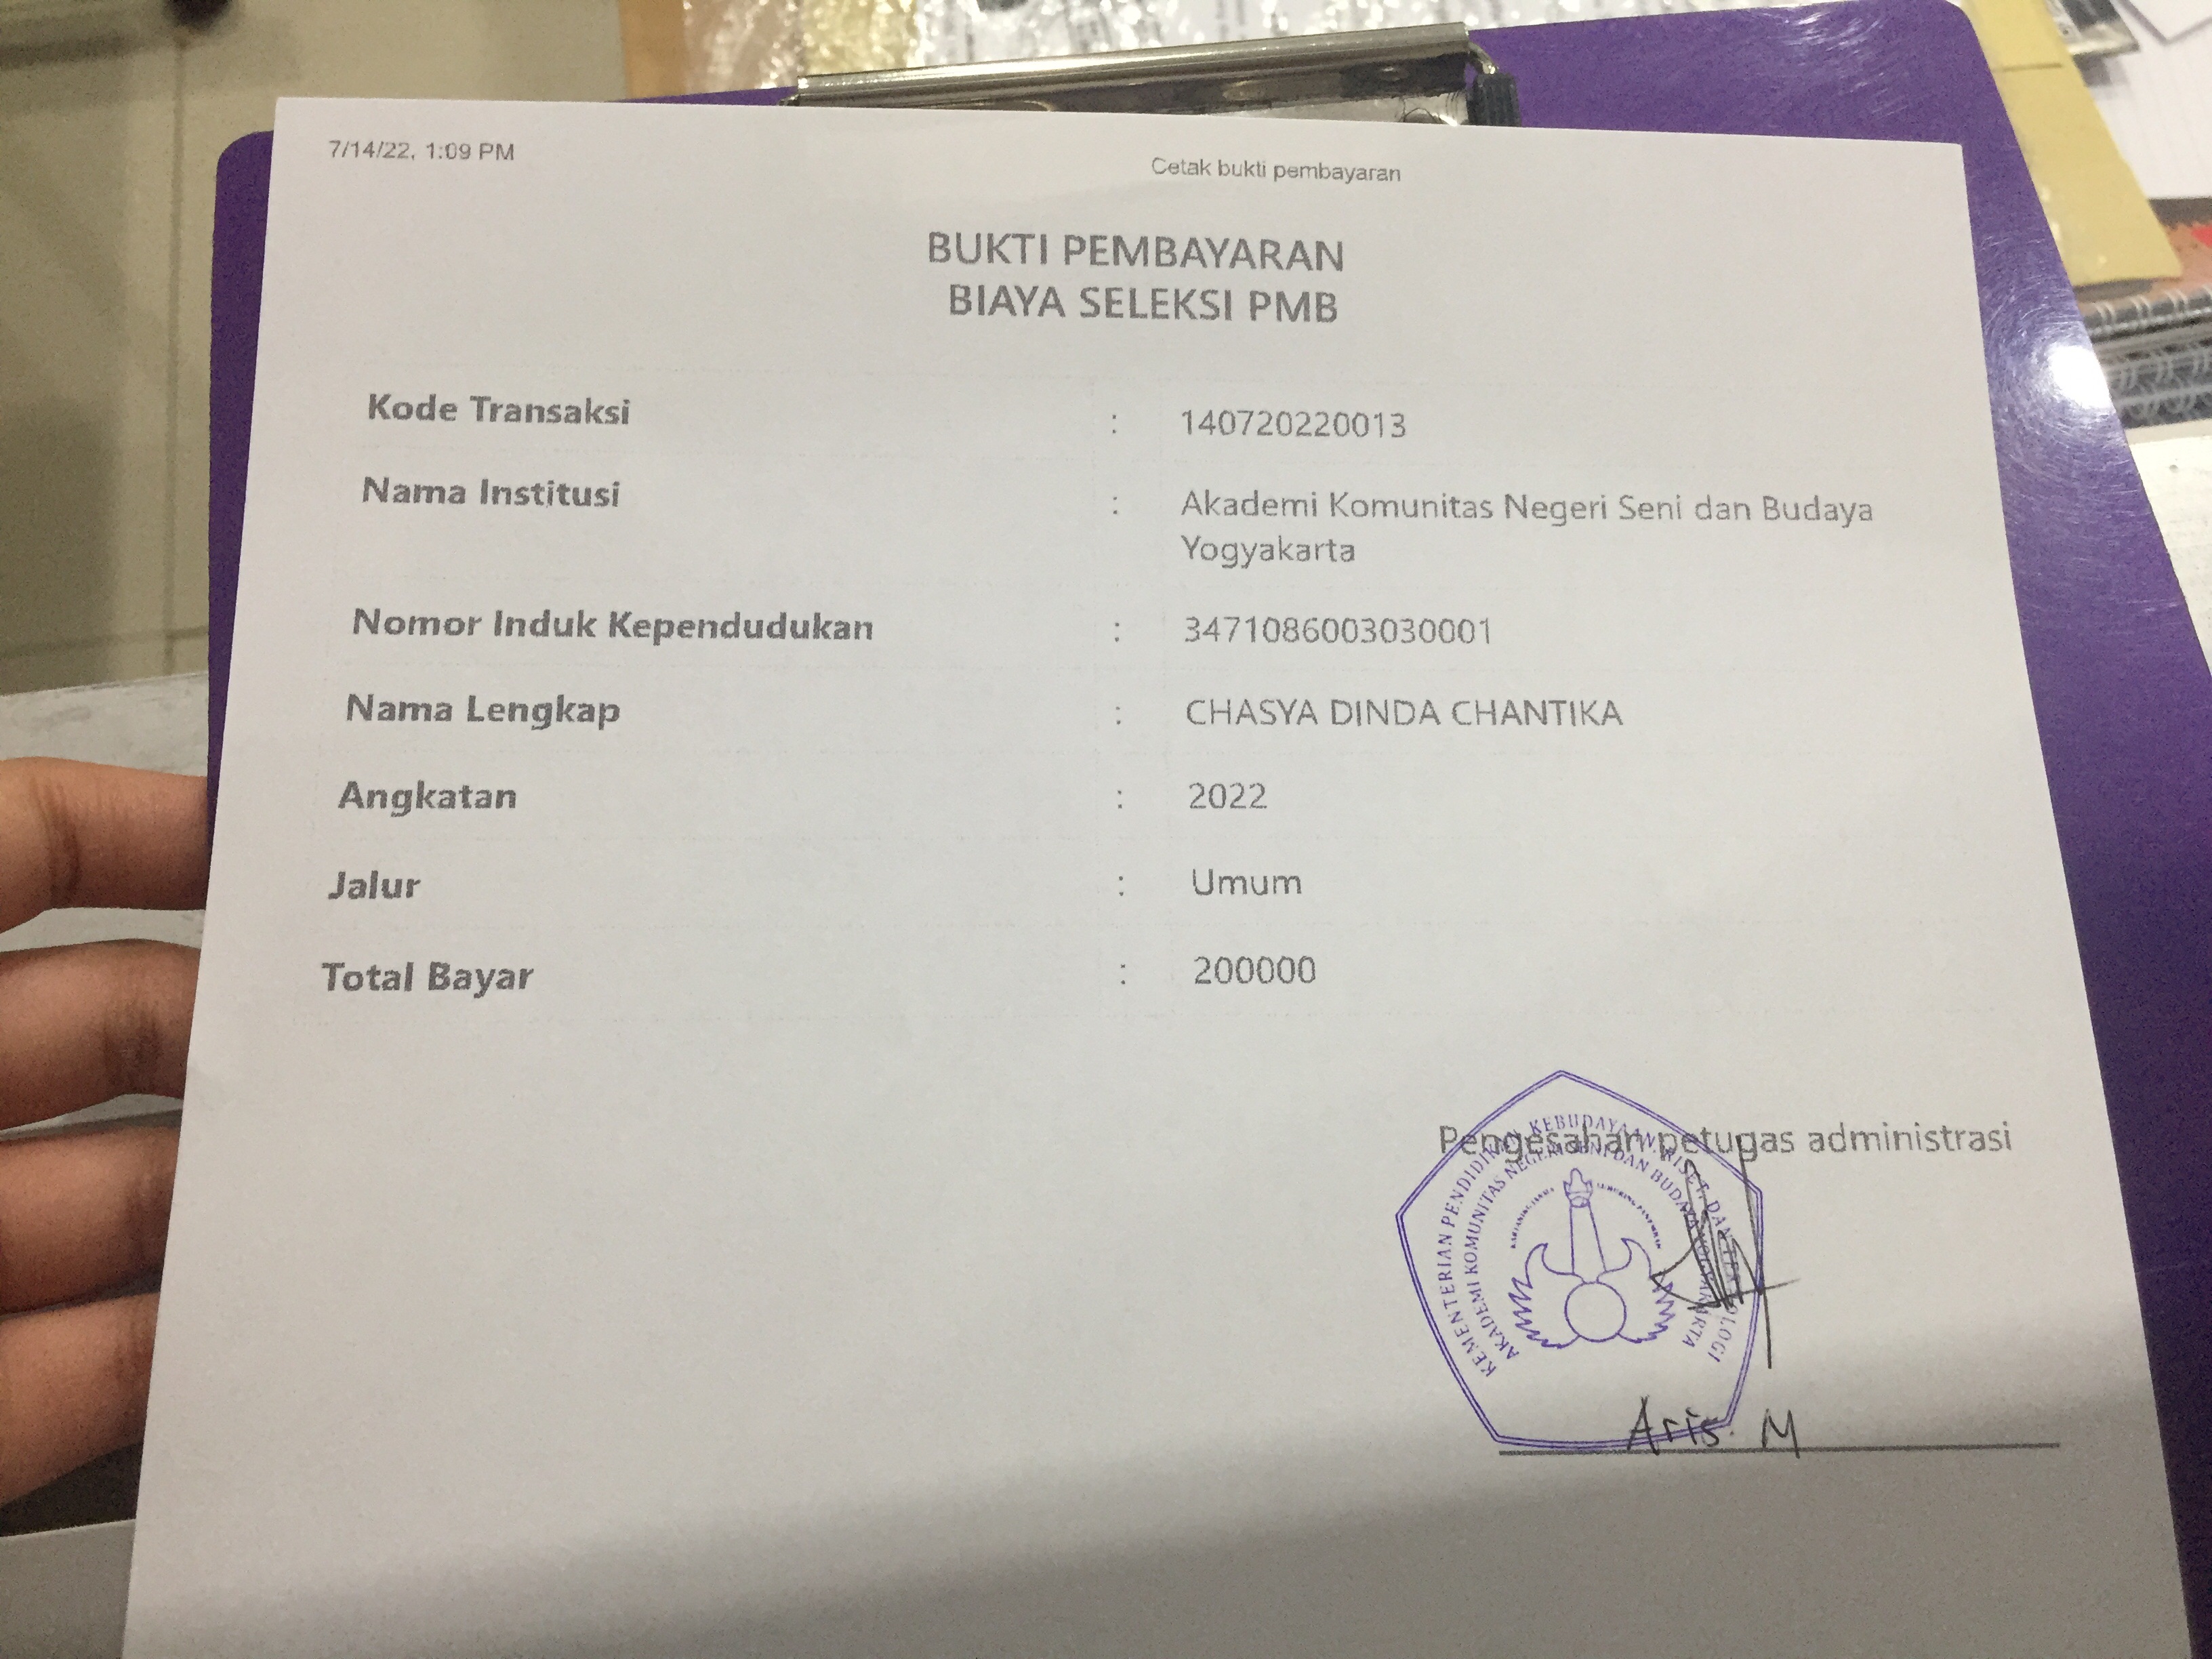 7/14/22, 1:09 PM
Cetak bukti pembayaran
BUKTI PEMBAYARAN
BIAYA SELEKSI PMB
Kode Transaksi : 14072022​0013
Nama Institusi : Akademi Komunitas Negeri Seni dan Budaya
Yogyakarta
Nomor Induk Kependudukan : 3471086003030001
Nama Lengkap : CHASYA DINDA CHANTIKA
Angkatan : 2022
Jalur : Umum
Total Bayar : 200000
Pengesahan petugas administrasi
KEMENTERIAN PENDIDIKAN KEBUDAYAAN RISET DAN TEKNOLOGI
AKADEMI KOMUNITAS NEGERI SENI DAN BUDAYA YOGYAKARTA
Aris. M